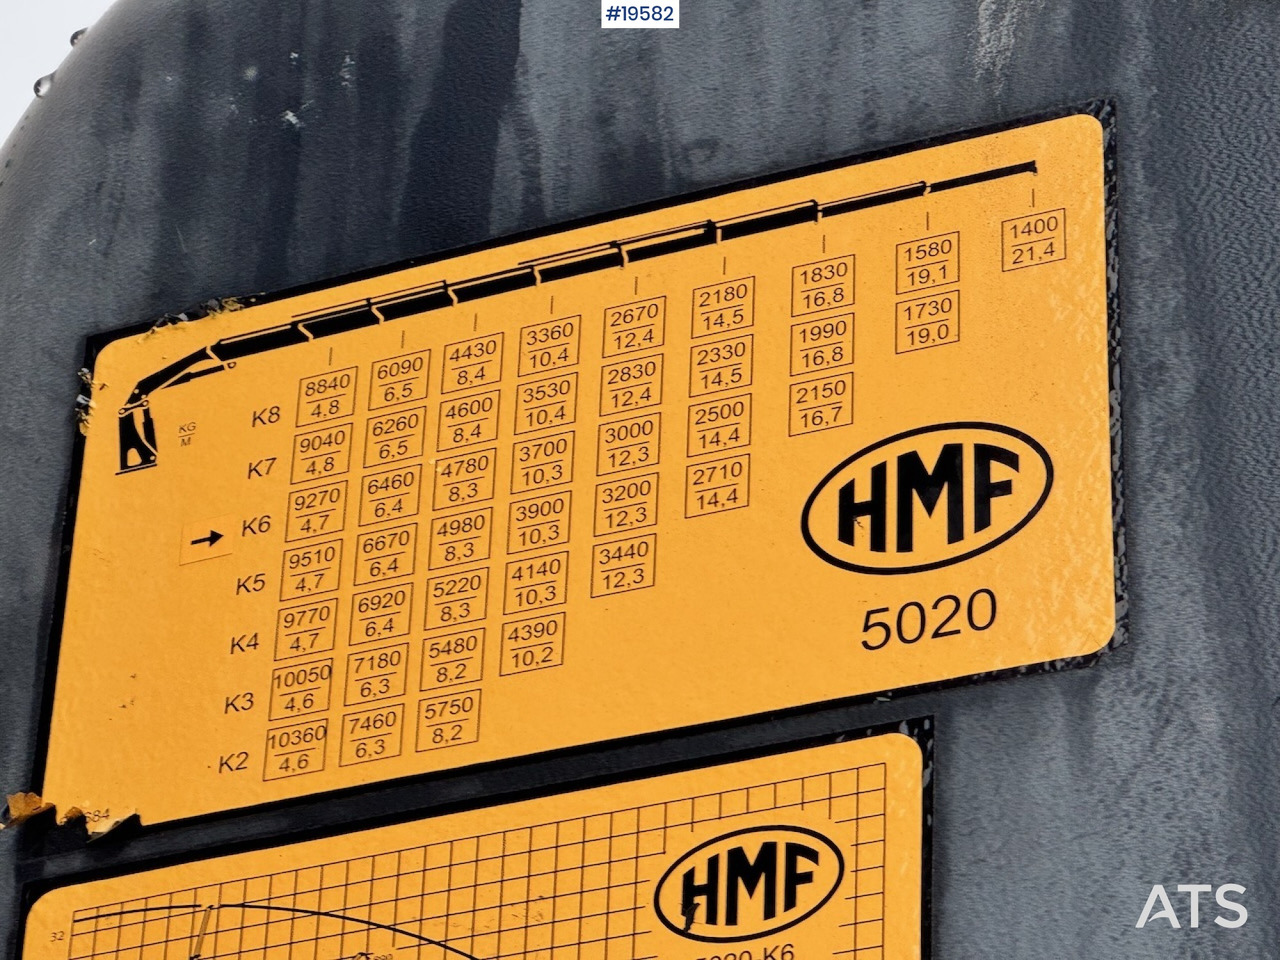 #19582
KG
M
K8 8840 6090 4430 3360 2670 2180 1830 1580 1400
4,8 6,5 8,4 10,4 12,4 14,5 16,8 19,1 21,4
K7 9040 6260 4600 3530 2830 2330 1990 1730
4,8 6,5 8,4 10,4 12,4 14,5 16,8 19,0
K6 9270 6460 4780 3700 3000 2500 2150
4,7 6,4 8,3 10,3 12,3 14,4 16,7
K5 9510 6670 4980 3900 3200 2710
4,7 6,4 8,3 10,3 12,3 14,4
K4 9770 6920 5220 4140 3440
4,7 6,4 8,3 10,3 12,3
K3 10050 7180 5480 4390
4,6 6,3 8,2 10,2
K2 10360 7460 5750
4,6 6,3 8,2
HMF
5020
684
HMF
5020-K6
32
ATS